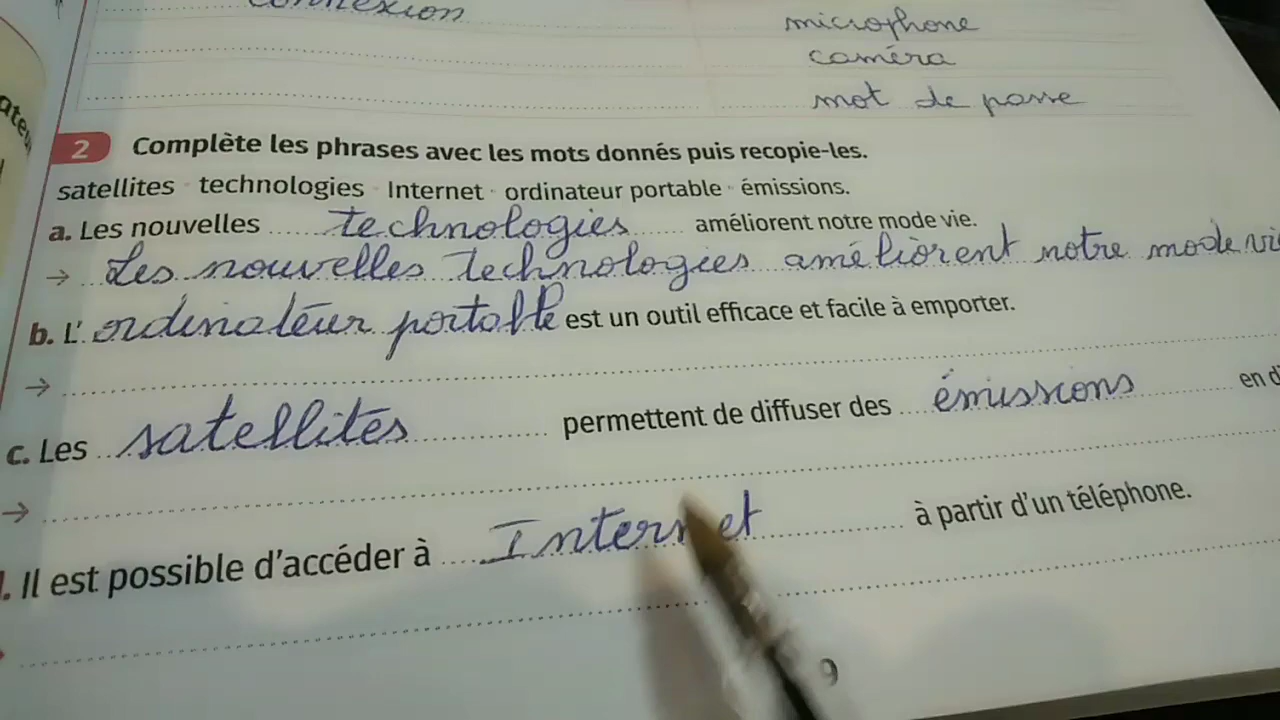 connexion
microphone
caméra
mot de passe
2 Complète les phrases avec les mots donnés puis recopie-les.
satellites · technologies · Internet · ordinateur portable · émissions.
a. Les nouvelles ...... technologies ...... améliorent notre mode vie.
→ Les nouvelles technologies améliorent notre mode vi
b. L' ordinateur portable est un outil efficace et facile à emporter.
→
c. Les satellites ............ permettent de diffuser des .... émissions ............ en d
→
. Il est possible d'accéder à ..... Internet ............ à partir d'un téléphone.
9